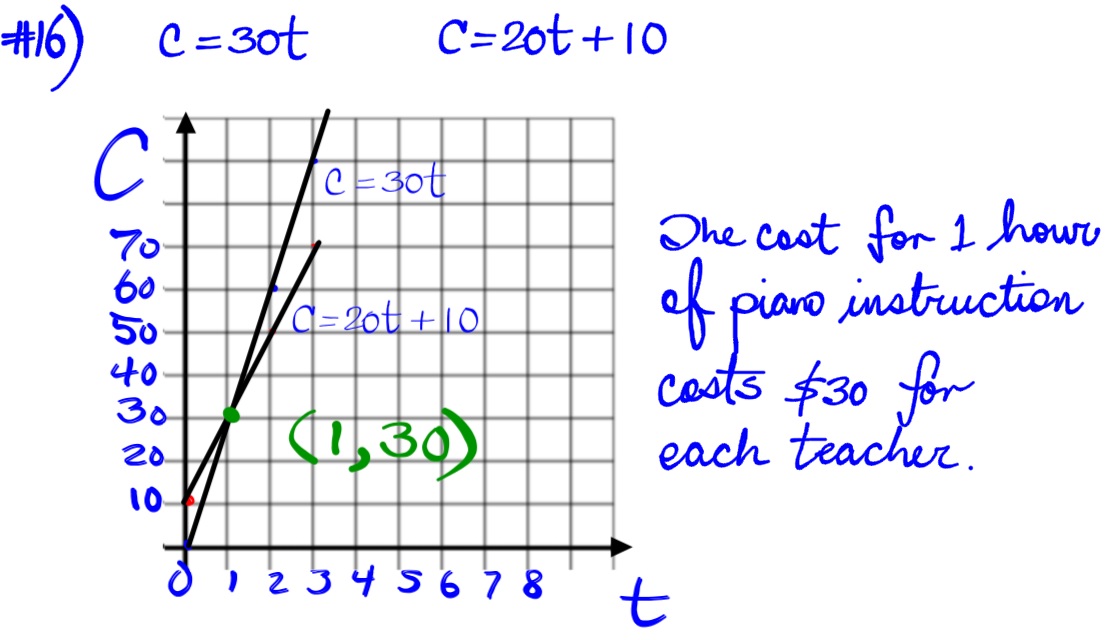 #16) C = 30t C = 20t + 10
C
C = 30t
70
The cost for 1 hour
60
of piano instruction
C = 20t + 10
50
40
costs $30 for
30
(1, 30)
each teacher.
20
10
0 1 2 3 4 5 6 7 8
t